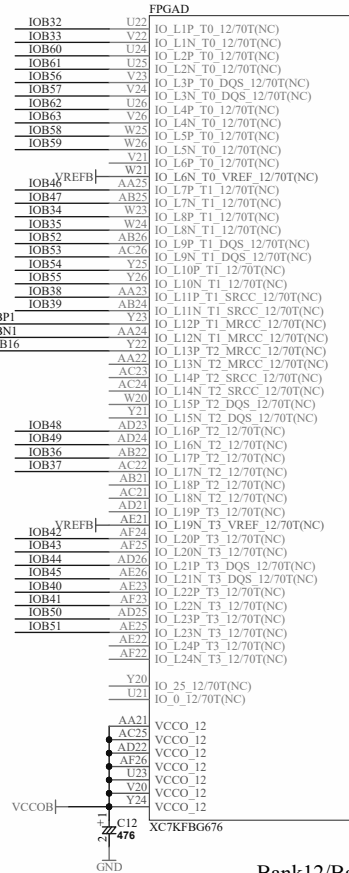 FPGAD
IOB32 U22 IO_L1P_T0_12/70T(NC)
IOB33 V22 IO_L1N_T0_12/70T(NC)
IOB60 U24 IO_L2P_T0_12/70T(NC)
IOB61 U25 IO_L2N_T0_12/70T(NC)
IOB56 V23 IO_L3P_T0_DQS_12/70T(NC)
IOB57 V24 IO_L3N_T0_DQS_12/70T(NC)
IOB62 U26 IO_L4P_T0_12/70T(NC)
IOB63 V26 IO_L4N_T0_12/70T(NC)
IOB58 W25 IO_L5P_T0_12/70T(NC)
IOB59 W26 IO_L5N_T0_12/70T(NC)
V21 IO_L6P_T0_12/70T(NC)
VREFB W21 IO_L6N_T0_VREF_12/70T(NC)
IOB46 AA25 IO_L7P_T1_12/70T(NC)
IOB47 AB25 IO_L7N_T1_12/70T(NC)
IOB34 W23 IO_L8P_T1_12/70T(NC)
IOB35 W24 IO_L8N_T1_12/70T(NC)
IOB52 AB26 IO_L9P_T1_DQS_12/70T(NC)
IOB53 AC26 IO_L9N_T1_DQS_12/70T(NC)
IOB54 Y25 IO_L10P_T1_12/70T(NC)
IOB55 Y26 IO_L10N_T1_12/70T(NC)
IOB38 AA23 IO_L11P_T1_SRCC_12/70T(NC)
IOB39 AB24 IO_L11N_T1_SRCC_12/70T(NC)
BP1 Y23 IO_L12P_T1_MRCC_12/70T(NC)
BN1 AA24 IO_L12N_T1_MRCC_12/70T(NC)
B16 Y22 IO_L13P_T2_MRCC_12/70T(NC)
AA22 IO_L13N_T2_MRCC_12/70T(NC)
AC23 IO_L14P_T2_SRCC_12/70T(NC)
AC24 IO_L14N_T2_SRCC_12/70T(NC)
W20 IO_L15P_T2_DQS_12/70T(NC)
Y21 IO_L15N_T2_DQS_12/70T(NC)
IOB48 AD23 IO_L16P_T2_12/70T(NC)
IOB49 AD24 IO_L16N_T2_12/70T(NC)
IOB36 AB22 IO_L17P_T2_12/70T(NC)
IOB37 AC22 IO_L17N_T2_12/70T(NC)
AB21 IO_L18P_T2_12/70T(NC)
AC21 IO_L18N_T2_12/70T(NC)
AD21 IO_L19P_T3_12/70T(NC)
VREFB AE21 IO_L19N_T3_VREF_12/70T(NC)
IOB42 AF24 IO_L20P_T3_12/70T(NC)
IOB43 AF25 IO_L20N_T3_12/70T(NC)
IOB44 AD26 IO_L21P_T3_DQS_12/70T(NC)
IOB45 AE26 IO_L21N_T3_DQS_12/70T(NC)
IOB40 AE23 IO_L22P_T3_12/70T(NC)
IOB41 AF23 IO_L22N_T3_12/70T(NC)
IOB50 AD25 IO_L23P_T3_12/70T(NC)
IOB51 AE25 IO_L23N_T3_12/70T(NC)
AE22 IO_L24P_T3_12/70T(NC)
AF22 IO_L24N_T3_12/70T(NC)
Y20 IO_25_12/70T(NC)
U21 IO_0_12/70T(NC)
AA21 VCCO_12
AC25 VCCO_12
AD22 VCCO_12
AF26 VCCO_12
U23 VCCO_12
V20 VCCO_12
VCCOB Y24 VCCO_12
XC7KFBG676
1 + C12
2 476
GND